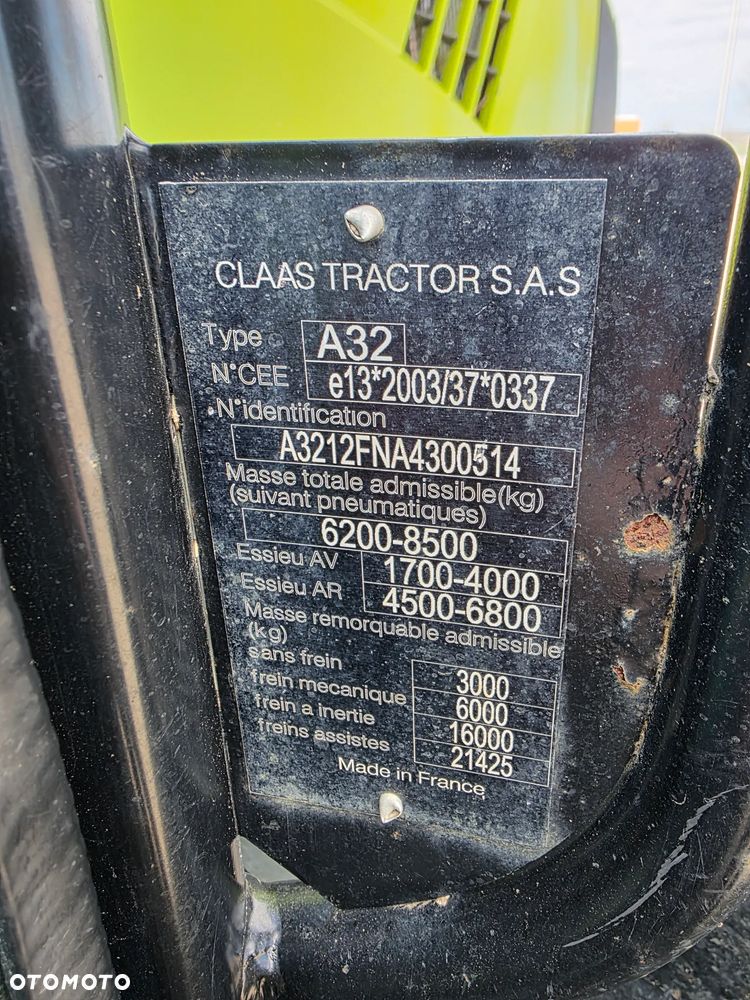 CLAAS TRACTOR S.A.S
Type A32
N°CEE e13*2003/37*0337
N°identification
A3212FNA4300514
Masse totale admissible(kg)
(suivant pneumatiques)
6200-8500
Essieu AV 1700-4000
Essieu AR 4500-6800
Masse remorquable admissible
(kg)
sans frein 3000
frein mecanique 6000
frein a inertie 16000
freins assistes 21425
Made in France
OTOMOTO